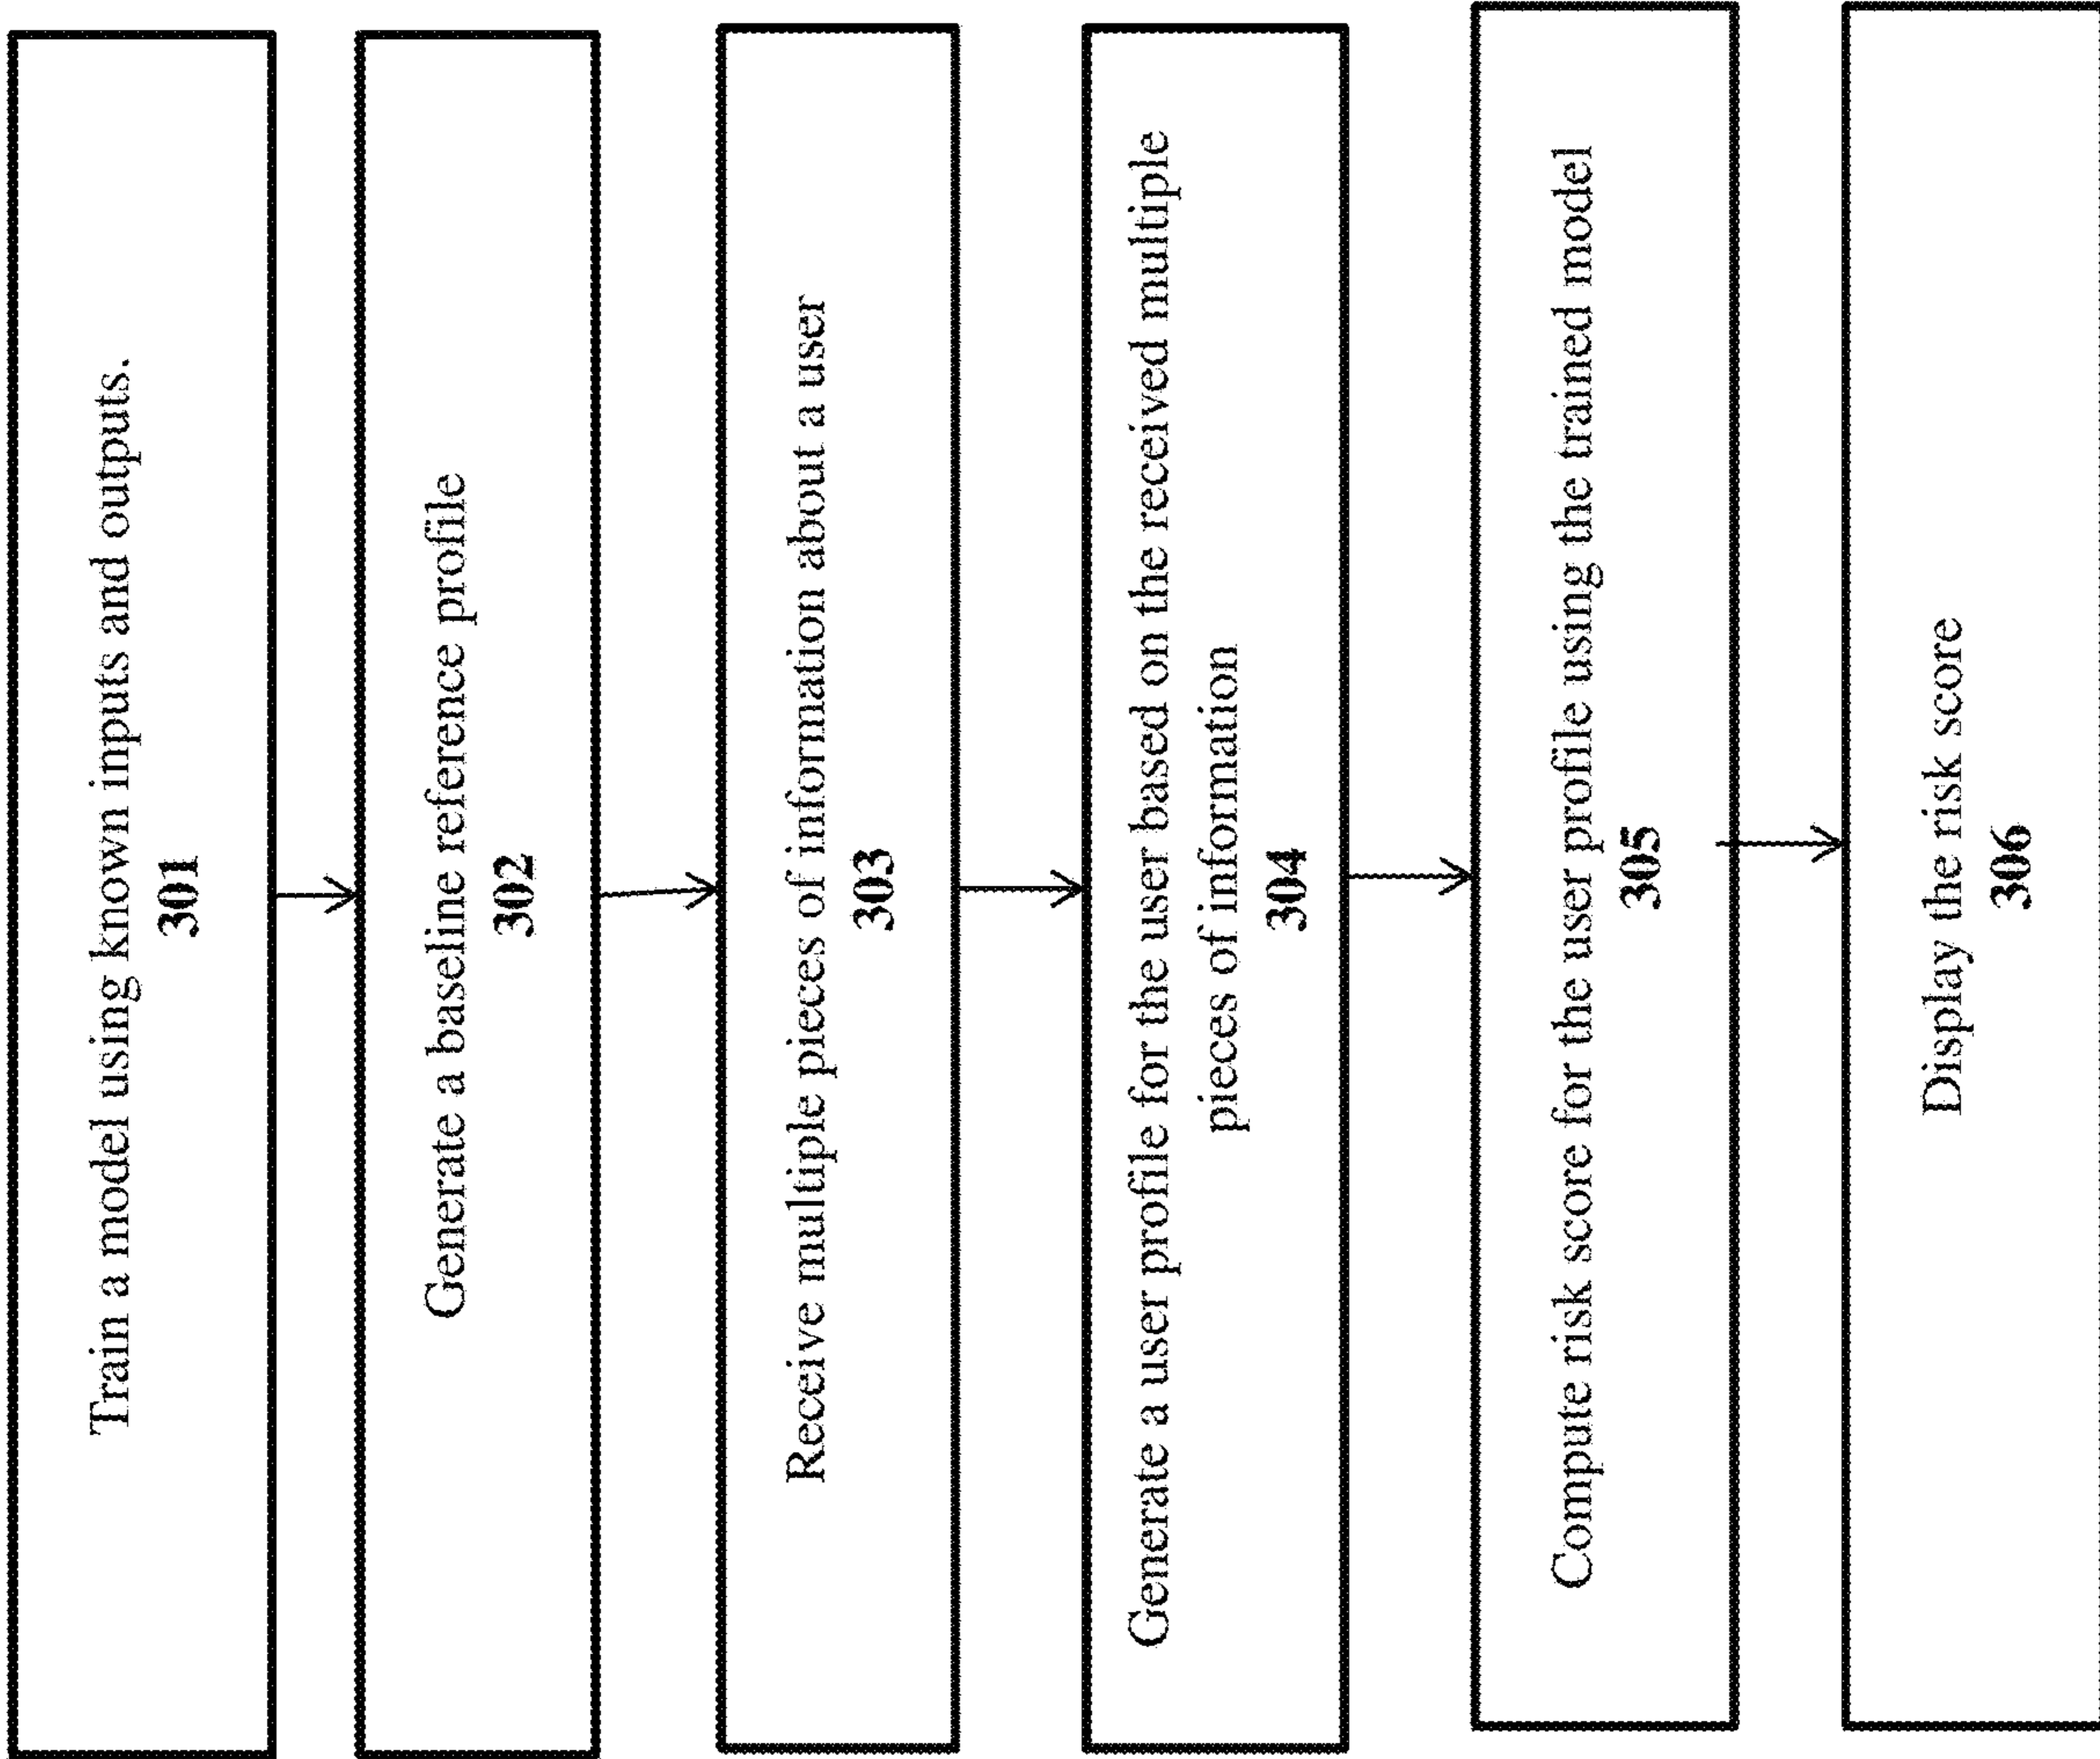 Train a model using known inputs and outputs.
301
Generate a baseline reference profile
302
Receive multiple pieces of information about a user
303
Generate a user profile for the user based on the received multiple
pieces of information
304
Compute risk score for the user profile using the trained model
305
Display the risk score
306